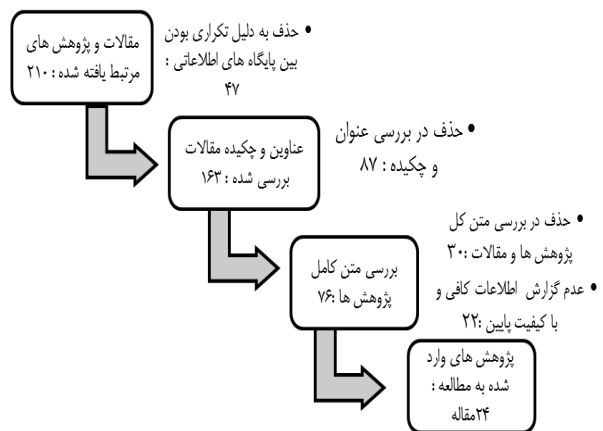 مقالات و پژوهش های
مرتبط یافته شده : ۲۱۰
• حذف به دلیل تکراری بودن
بین پایگاه های اطلاعاتی :
۴۷
عناوین و چکیده مقالات
بررسی شده : ۱۶۳
• حذف در بررسی عنوان
و چکیده : ۸۷
بررسی متن کامل
پژوهش ها :۷۶
• حذف در بررسی متن کل
پژوهش ها و مقالات :۳۰
• عدم گزارش اطلاعات کافی و
با کیفیت پایین :۲۲
پژوهش های وارد
شده به مطالعه :
۲۴مقاله